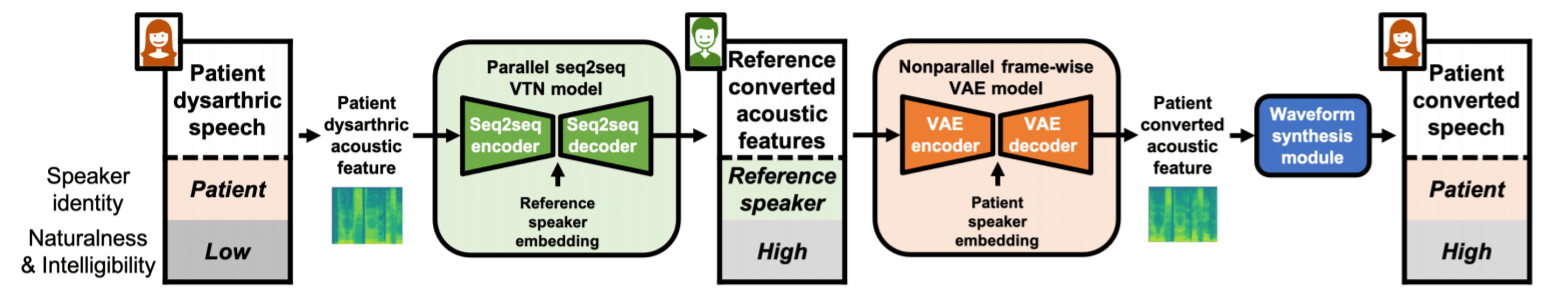 Patient
dysarthric
speech
Speaker
identity
Patient
Naturalness
& Intelligibility
Low
Patient
dysarthric
acoustic
feature
Parallel seq2seq
VTN model
Seq2seq
encoder
Seq2seq
decoder
Reference
speaker
embedding
Reference
converted
acoustic
features
Reference
speaker
High
Nonparallel frame-wise
VAE model
VAE
encoder
VAE
decoder
Patient
speaker
embedding
Patient
converted
acoustic
feature
Waveform
synthesis
module
Patient
converted
speech
Patient
High